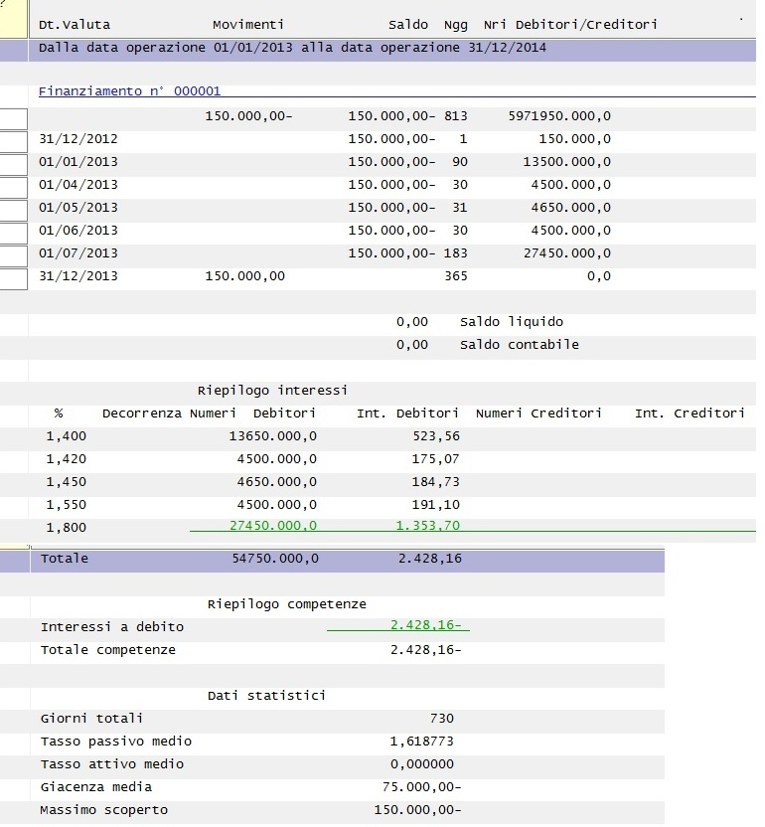 ?
Dt.Valuta Movimenti Saldo Ngg Nri Debitori/Creditori
Dalla data operazione 01/01/2013 alla data operazione 31/12/2014
Finanziamento n' 000001
150.000,00- 150.000,00- 813 5971950.000,0
31/12/2012 150.000,00- 1 150.000,0
01/01/2013 150.000,00- 90 13500.000,0
01/04/2013 150.000,00- 30 4500.000,0
01/05/2013 150.000,00- 31 4650.000,0
01/06/2013 150.000,00- 30 4500.000,0
01/07/2013 150.000,00- 183 27450.000,0
31/12/2013 150.000,00 365 0,0
0,00 Saldo liquido
0,00 Saldo contabile
Riepilogo interessi
% Decorrenza Numeri Debitori Int. Debitori Numeri Creditori Int. Creditori
1,400 13650.000,0 523,56
1,420 4500.000,0 175,07
1,450 4650.000,0 184,73
1,550 4500.000,0 191,10
1,800 27450.000,0 1.353,70
Totale 54750.000,0 2.428,16
Riepilogo competenze
Interessi a debito 2.428,16-
Totale competenze 2.428,16-
Dati statistici
Giorni totali 730
Tasso passivo medio 1,618773
Tasso attivo medio 0,000000
Giacenza media 75.000,00-
Massimo scoperto 150.000,00-